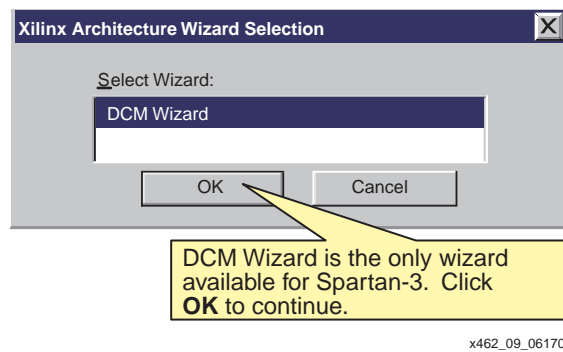 Xilinx Architecture Wizard Selection
Select Wizard:
DCM Wizard
OK
Cancel
DCM Wizard is the only wizard
available for Spartan-3. Click
OK to continue.
x462_09_06170